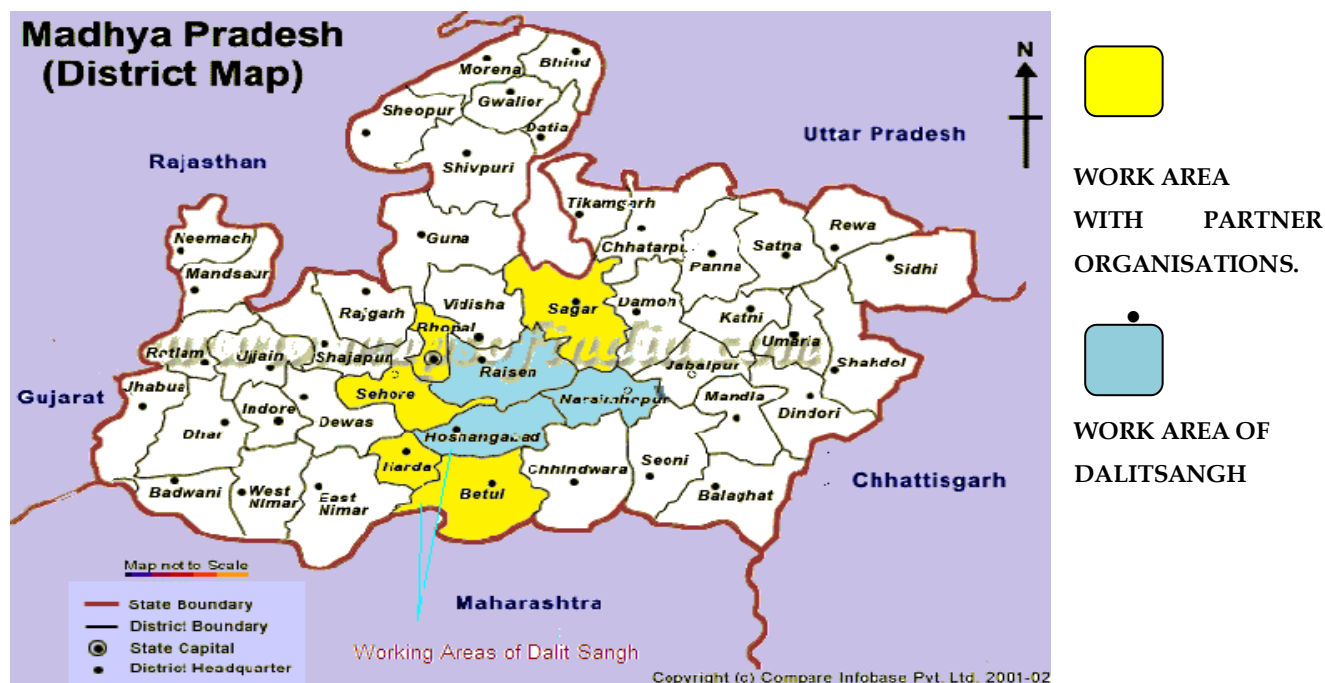 Madhya Pradesh
(District Map)
N
Bhind
Morena
Gwalior
Sheopur
Datia
Uttar Pradesh
Rajasthan
Shivpuri
Tikamgarh
Rewa
Neemach
Guna
Chhatarpu
Satna
Panna
Sidhi
Mandsaur
Vidisha
Sagar
Damoh
Rajgarh
Katni
Bhopal
Umaria
Ratlam
Ujjain
Shajapur
Shahdol
Raisen
Jabalpur
Jhabua
Sehore
Narsimhapur
Mandla
Gujarat
Indore
Dindori
Dewas
Dhar
Hoshangabad
Harda
Chhindwara
Seoni
Chhattisgarh
Badwani
West
Nimar
East
Nimar
Betul
Balaghat
Map not to Scale
State Boundary
District Boundary
State Capital
District Headquarter
Maharashtra
Working Areas of Dalit Sangh
Copyright (c) Compare Infobase Pvt. Ltd. 2001-02
WORK AREA
WITH PARTNER
ORGANISATIONS.
WORK AREA OF
DALITSANGH